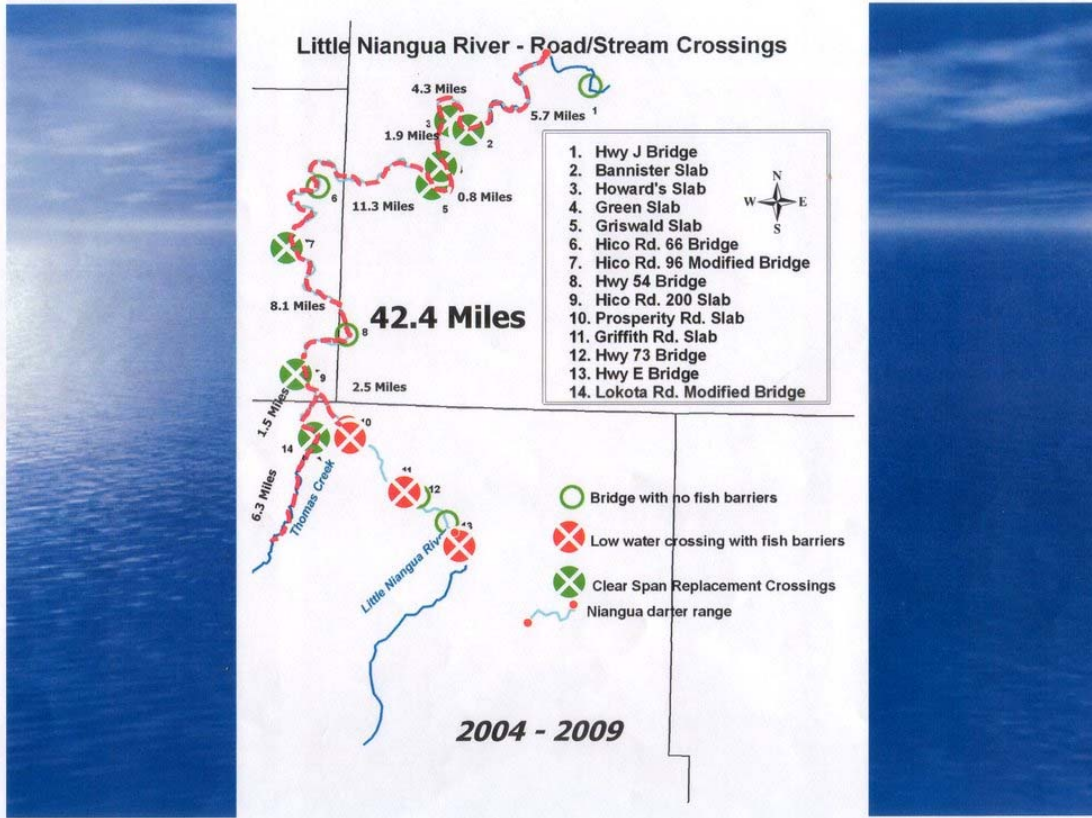 Little Niangua River - Road/Stream Crossings
4.3 Miles
5.7 Miles
1
3
1.9 Miles
2
0.8 Miles
5
11.3 Miles
6
7
8.1 Miles
42.4 Miles
8
9
2.5 Miles
1.5 Miles
10
14
6.3 Miles
Thomas Creek
11
12
13
Little Niangua River
1. Hwy J Bridge
2. Bannister Slab
3. Howard's Slab
4. Green Slab
5. Griswald Slab
6. Hico Rd. 66 Bridge
7. Hico Rd. 96 Modified Bridge
8. Hwy 54 Bridge
9. Hico Rd. 200 Slab
10. Prosperity Rd. Slab
11. Griffith Rd. Slab
12. Hwy 73 Bridge
13. Hwy E Bridge
14. Lokota Rd. Modified Bridge
N
W E
S
Bridge with no fish barriers
Low water crossing with fish barriers
Clear Span Replacement Crossings
Niangua darter range
2004 - 2009